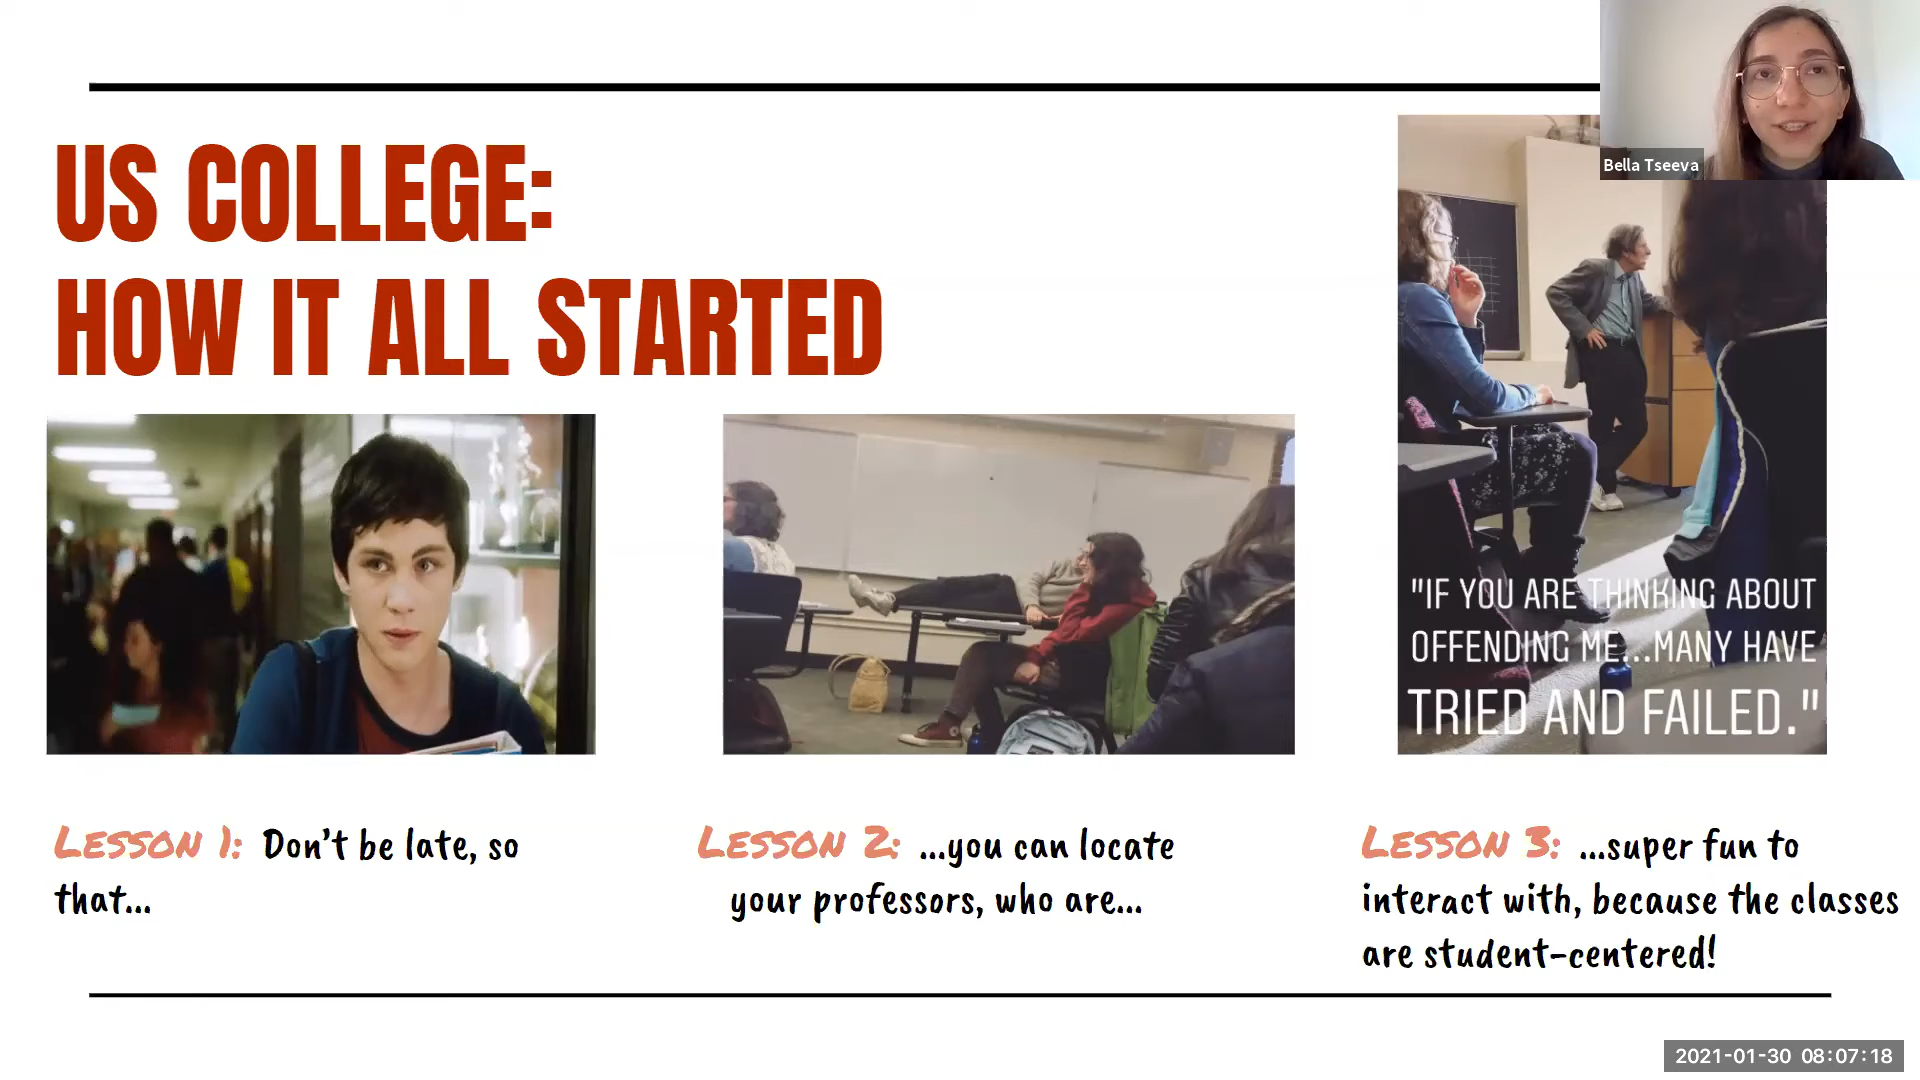 US COLLEGE:
HOW IT ALL STARTED
Bella Tseeva
"IF YOU ARE THINKING ABOUT
OFFENDING ME...MANY HAVE
TRIED AND FAILED."
Lesson 1: Don't be late, so
that...
Lesson 2: ...you can locate
your professors, who are...
Lesson 3: ...super fun to
interact with, because the classes
are student-centered!
2021-01-30 08:07:18